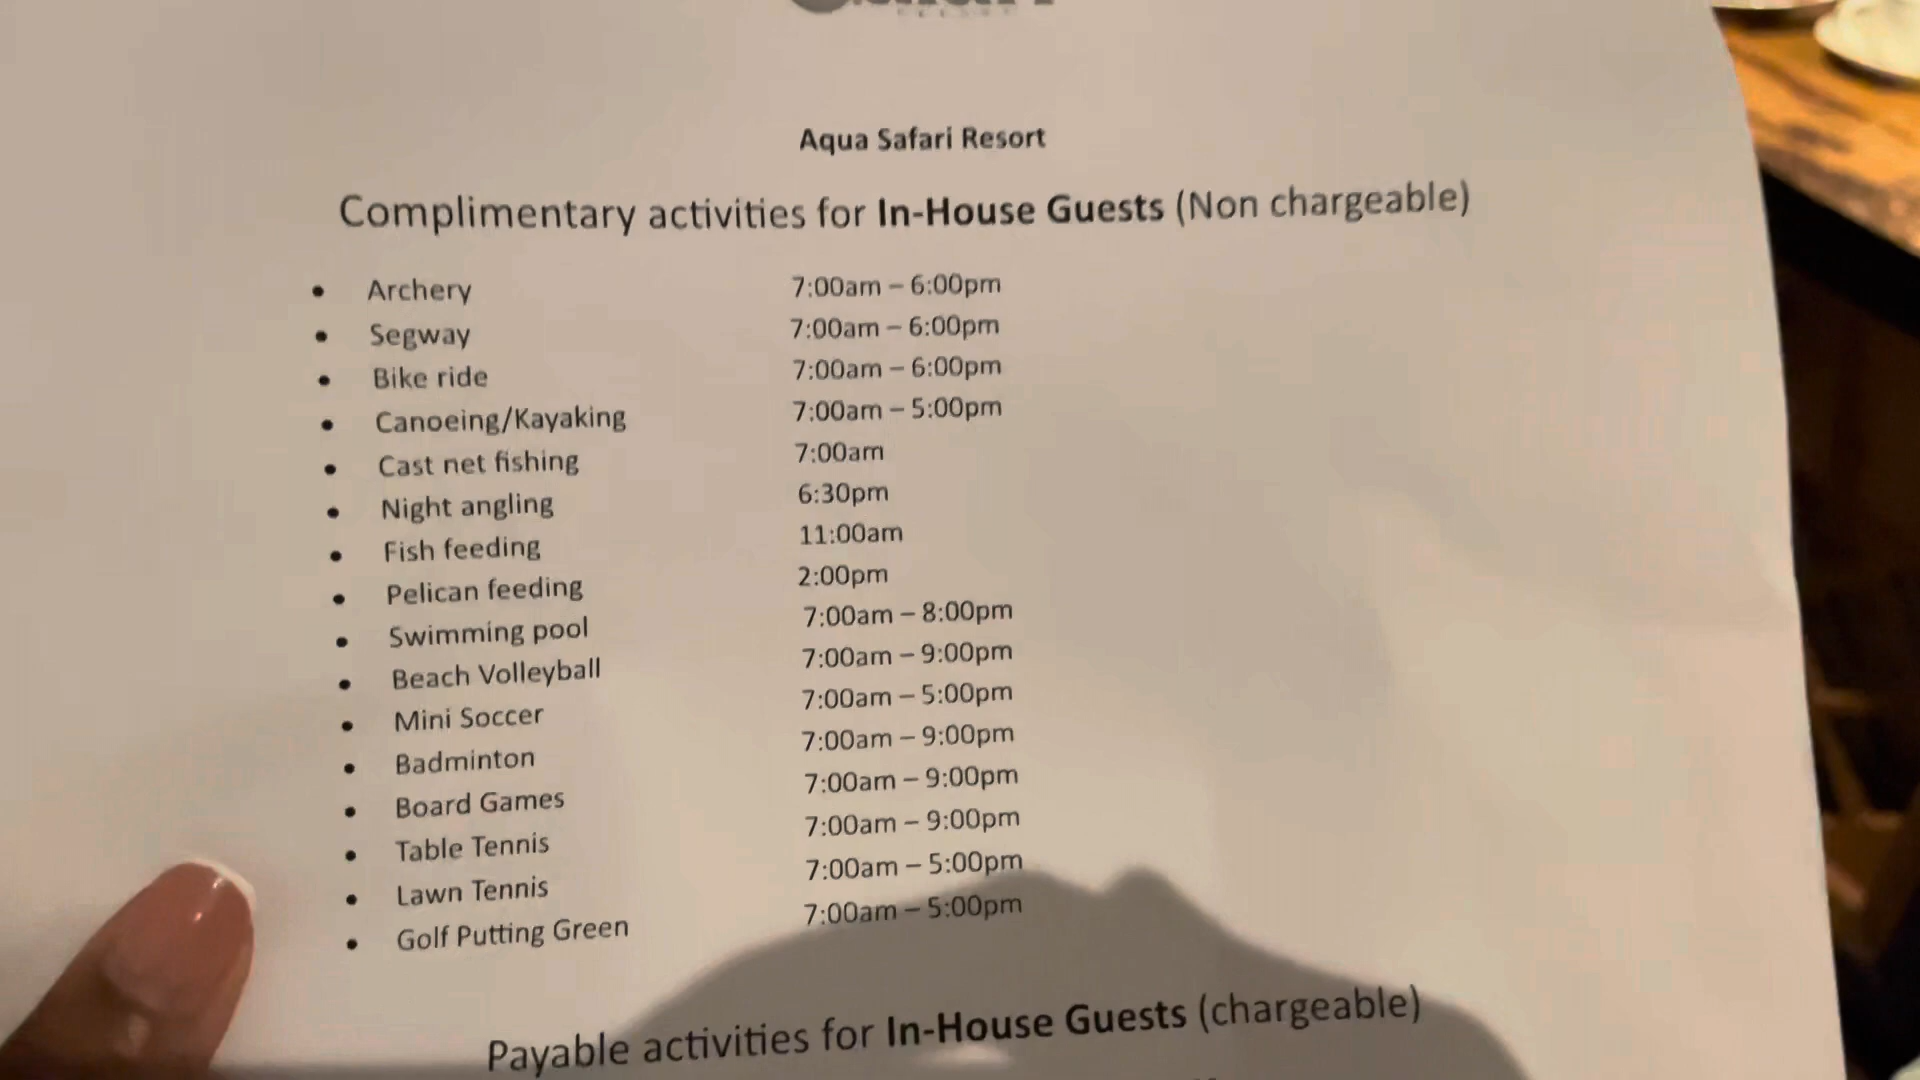 Aqua Safari Resort
Complimentary activities for In-House Guests (Non chargeable)
• Archery 7:00am – 6:00pm
• Segway 7:00am – 6:00pm
• Bike ride 7:00am – 6:00pm
• Canoeing/Kayaking 7:00am – 5:00pm
• Cast net fishing 7:00am
• Night angling 6:30pm
• Fish feeding 11:00am
• Pelican feeding 2:00pm
• Swimming pool 7:00am – 8:00pm
• Beach Volleyball 7:00am – 9:00pm
• Mini Soccer 7:00am – 5:00pm
• Badminton 7:00am – 9:00pm
• Board Games 7:00am – 9:00pm
• Table Tennis 7:00am – 9:00pm
• Lawn Tennis 7:00am – 5:00pm
• Golf Putting Green 7:00am – 5:00pm
Payable activities for In-House Guests (chargeable)